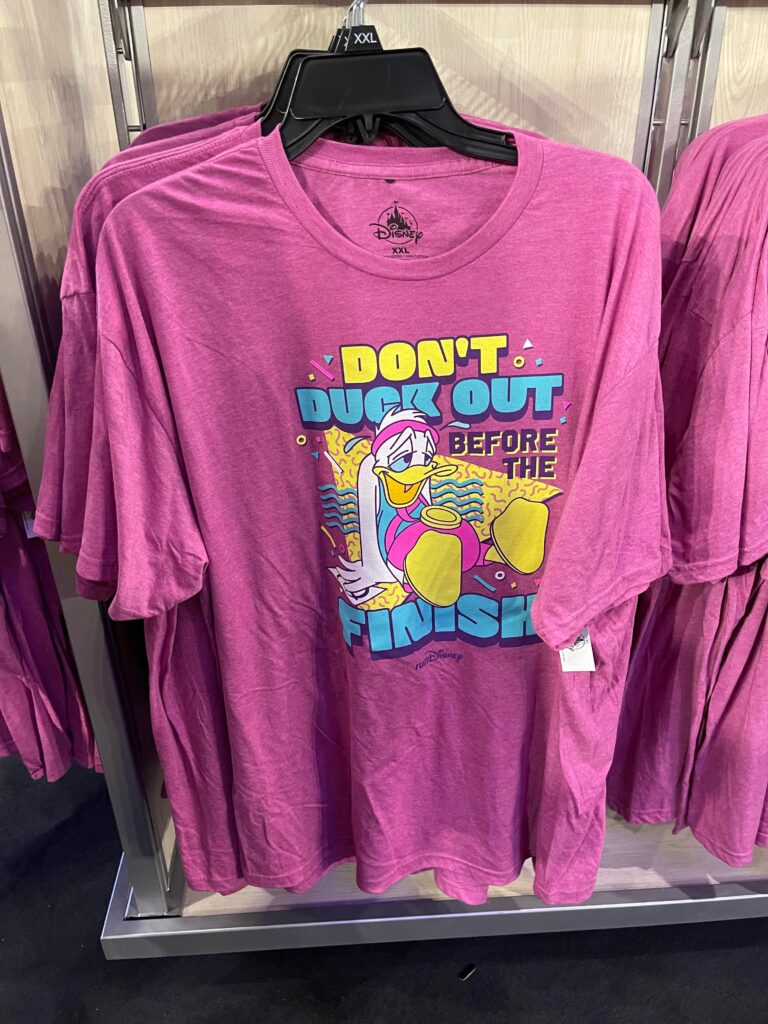 XXL
Disney
XXL
DON'T
DUCK OUT
BEFORE
THE
FINISH
runDisney